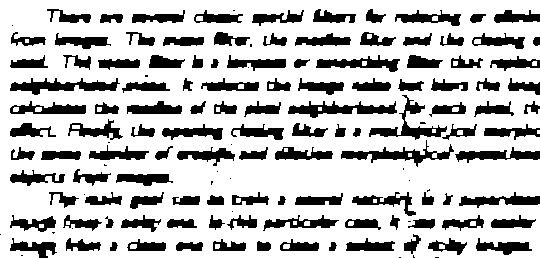 There are several classic spatial filters for reducing or elimin
from images. The mean filter, the median filter and the closing o
used. The mean filter is a lowpass or smoothing filter that replace
neighborhood mean. It reduces the image noise but blurs the imag
calculates the median of the pixel neighborhood for each pixel, th
effect. Finally, the opening closing filter is a mathematical morpho
the same number of erosion and dilation morphological operations
objects from images.
The main goal was to train a neural network in a supervised
image from a noisy one. In this particular case, it was much easier
image from a clean one than to clean a subset of noisy images.